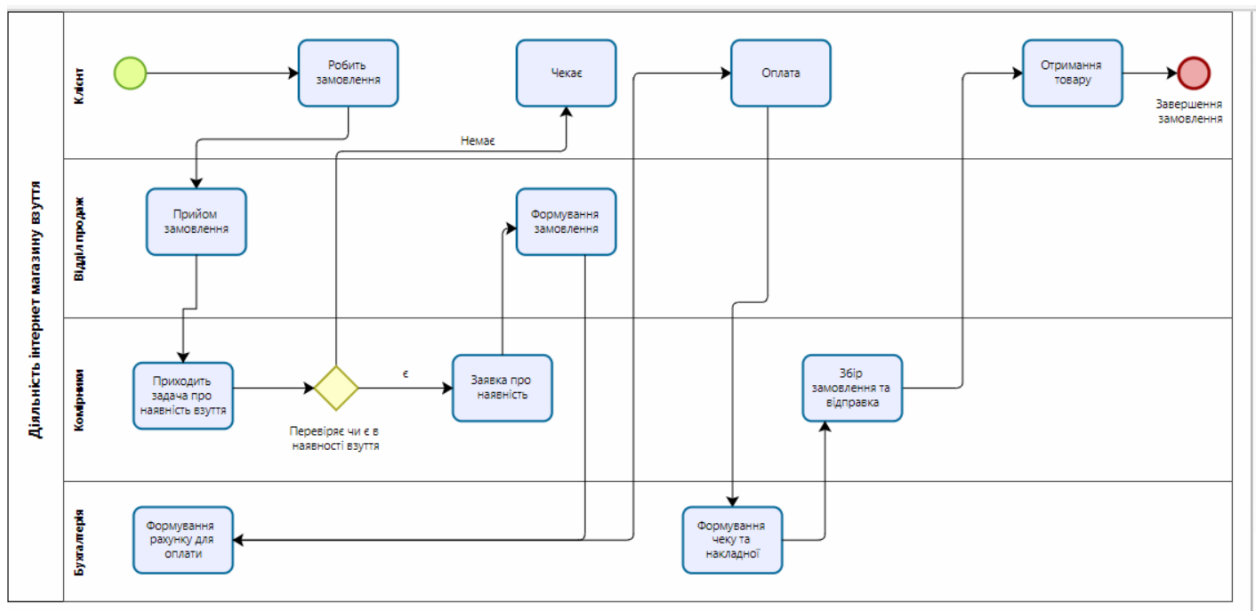 Діяльність інтернет магазину взуття
Клієнт
Робить
замовлення
Чекає
Оплата
Отримання
товару
Завершення
замовлення
Немає
Відділ продаж
Прийом
замовлення
Формування
замовлення
Комірники
Приходить
задача про
наявність взуття
Перевіряє чи є в
наявності взуття
є
Заявка про
наявність
Збір
замовлення та
відправка
Бухгалтерія
Формування
рахунку для
оплати
Формування
чеку та
накладної